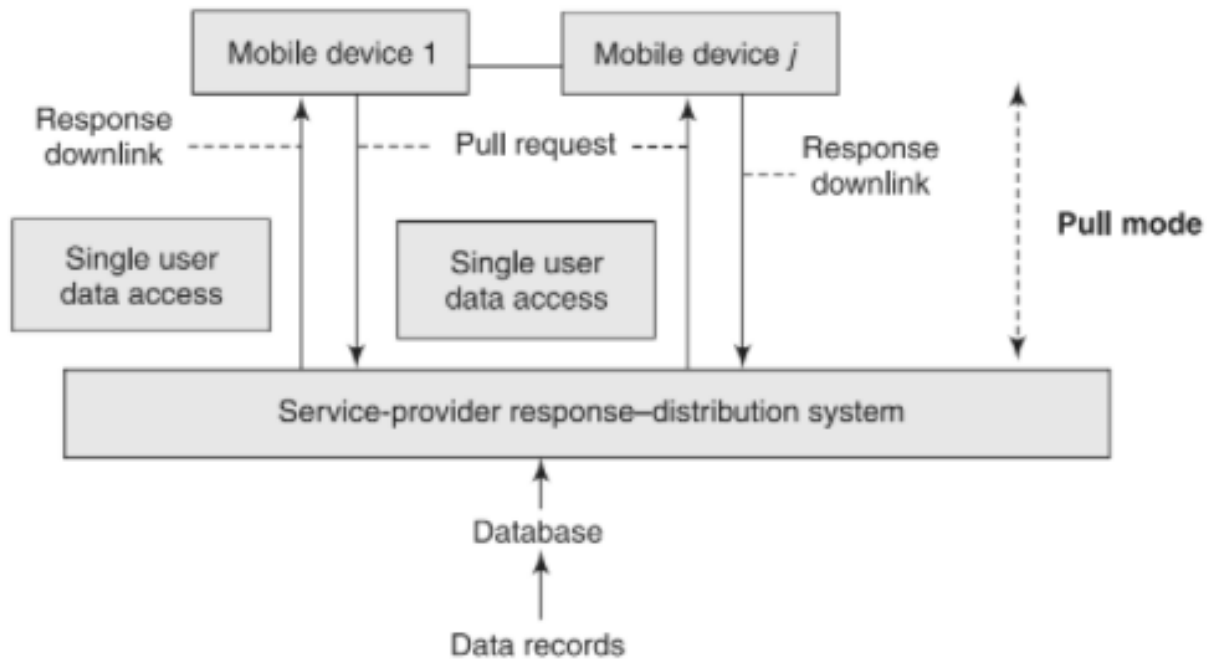 Mobile device 1
Mobile device j
Response
downlink
Pull request
Response
downlink
Pull mode
Single user
data access
Single user
data access
Service-provider response–distribution system
Database
Data records